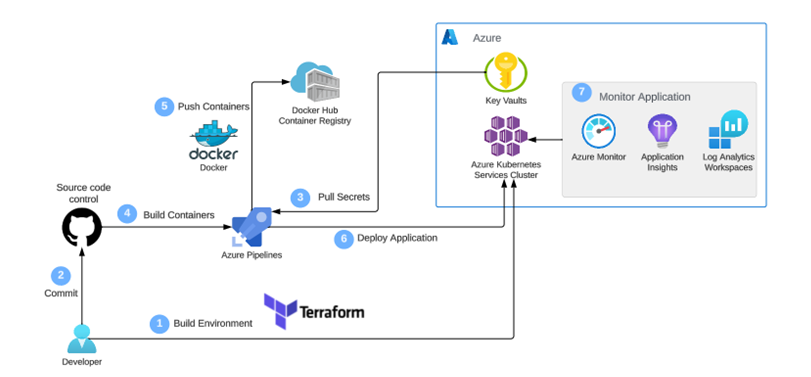 Azure
Key Vaults
7
Monitor Application
Azure Monitor
Application
Insights
Log Analytics
Workspaces
Azure Kubernetes
Services Cluster
5
Push Containers
docker
Docker
Docker Hub
Container Registry
3
Pull Secrets
Source code
control
4
Build Containers
Azure Pipelines
6
Deploy Application
2
Commit
1
Build Environment
Terraform
Developer